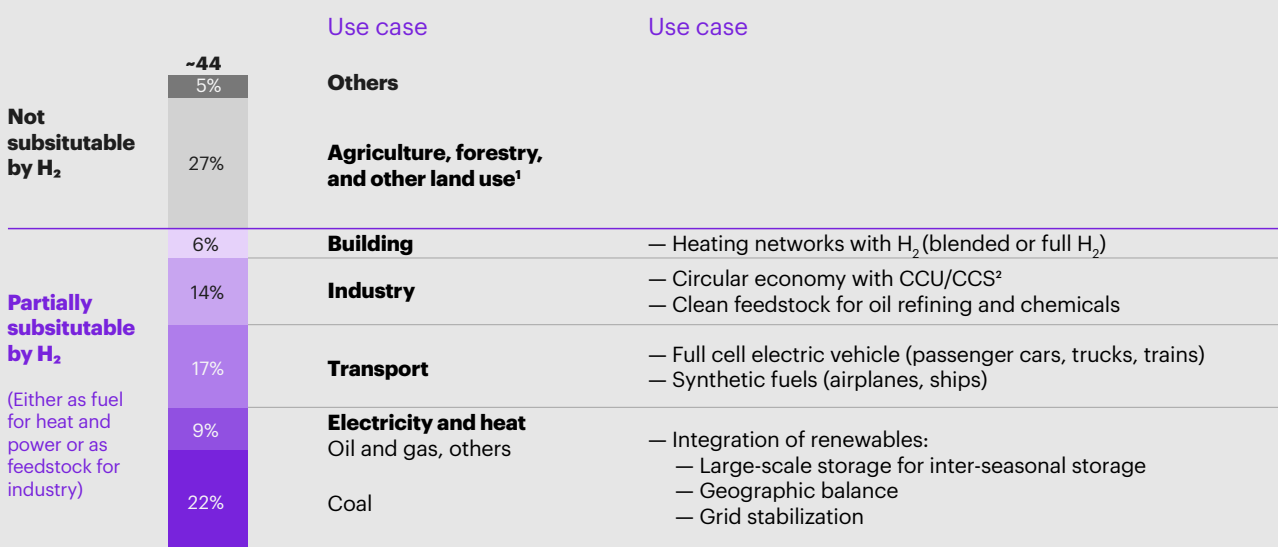 Use case
Use case
~44
5%
Others
Not
subsitutable
by H₂
27%
Agriculture, forestry,
and other land use¹
6%
Building
— Heating networks with H₂ (blended or full H₂)
Partially
subsitutable
by H₂
(Either as fuel
for heat and
power or as
feedstock for
industry)
14%
Industry
— Circular economy with CCU/CCS²
— Clean feedstock for oil refining and chemicals
17%
Transport
— Full cell electric vehicle (passenger cars, trucks, trains)
— Synthetic fuels (airplanes, ships)
9%
Electricity and heat
Oil and gas, others
22%
Coal
— Integration of renewables:
— Large-scale storage for inter-seasonal storage
— Geographic balance
— Grid stabilization